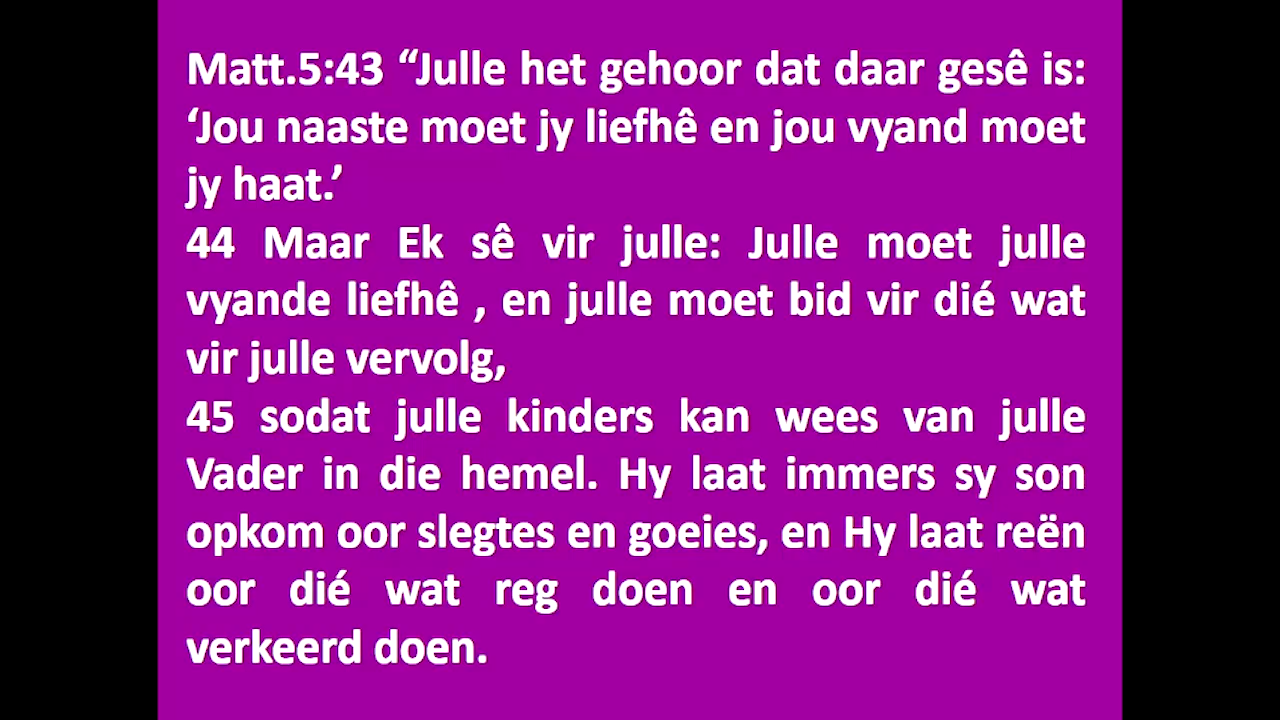 Matt.5:43 “Julle het gehoor dat daar gesê is:
‘Jou naaste moet jy liefhê en jou vyand moet
jy haat.’
44 Maar Ek sê vir julle: Julle moet julle
vyande liefhê , en julle moet bid vir dié wat
vir julle vervolg,
45 sodat julle kinders kan wees van julle
Vader in die hemel. Hy laat immers sy son
opkom oor slegtes en goeies, en Hy laat reën
oor dié wat reg doen en oor dié wat
verkeerd doen.